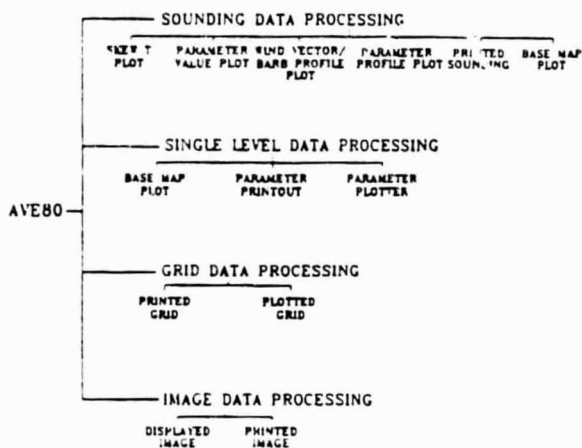 SOUNDING DATA PROCESSING
SKEW T PLOT
PARAMETER VALUE PLOT
WIND VECTOR/ BARB PROFILE PLOT
PARAMETER PROFILE PLOT
PRINTED SOUNDING
BASE MAP PLOT
SINGLE LEVEL DATA PROCESSING
BASE MAP PLOT
PARAMETER PRINTOUT
PARAMETER PLOTTER
AVE80
GRID DATA PROCESSING
PRINTED GRID
PLOTTED GRID
IMAGE DATA PROCESSING
DISPLAYED IMAGE
PRINTED IMAGE